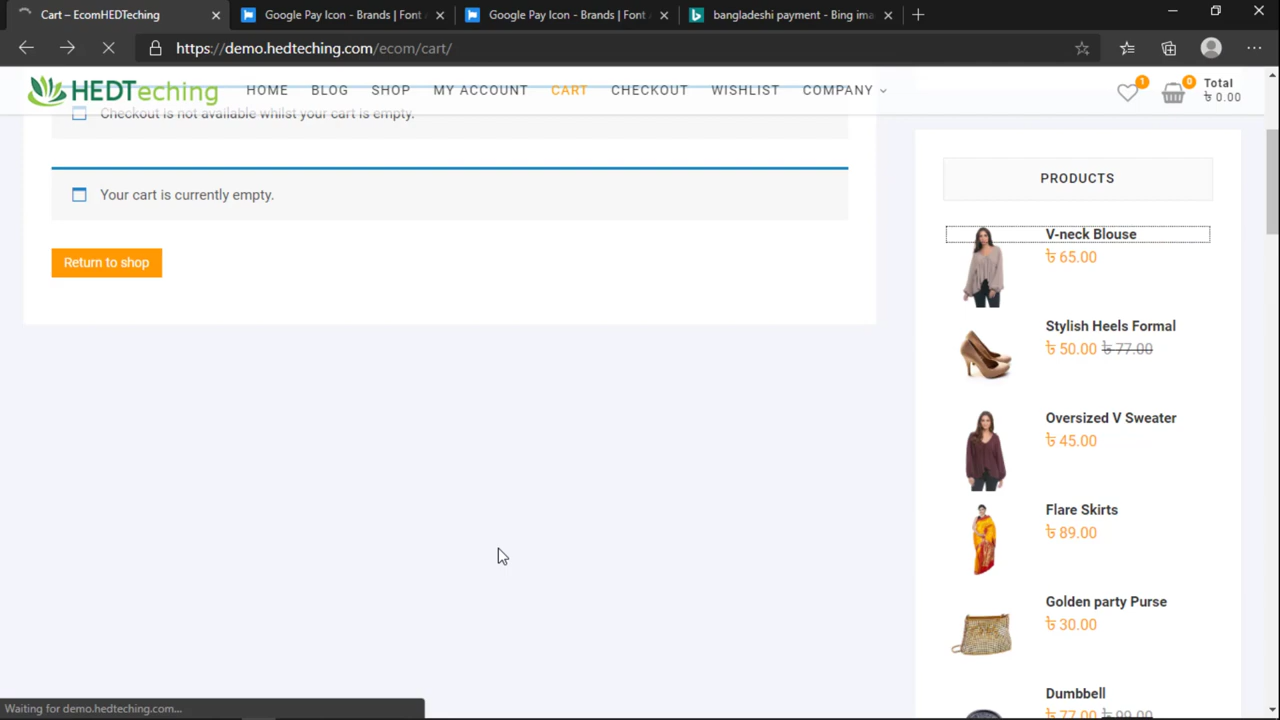 Cart – EcomHEDTeching
Google Pay Icon - Brands | Font
Google Pay Icon - Brands | Font
bangladeshi payment - Bing ima
https://demo.hedteching.com/ecom/cart/
HEDTeching
HOME BLOG SHOP MY ACCOUNT CART CHECKOUT WISHLIST COMPANY
1
0
Total
৳ 0.00
Checkout is not available whilst your cart is empty.
Your cart is currently empty.
Return to shop
PRODUCTS
V-neck Blouse
৳ 65.00
Stylish Heels Formal
৳ 50.00 ৳ 77.00
Oversized V Sweater
৳ 45.00
Flare Skirts
৳ 89.00
Golden party Purse
৳ 30.00
Dumbbell
৳ 77.00 ৳ 99.00
Waiting for demo.hedteching.com...